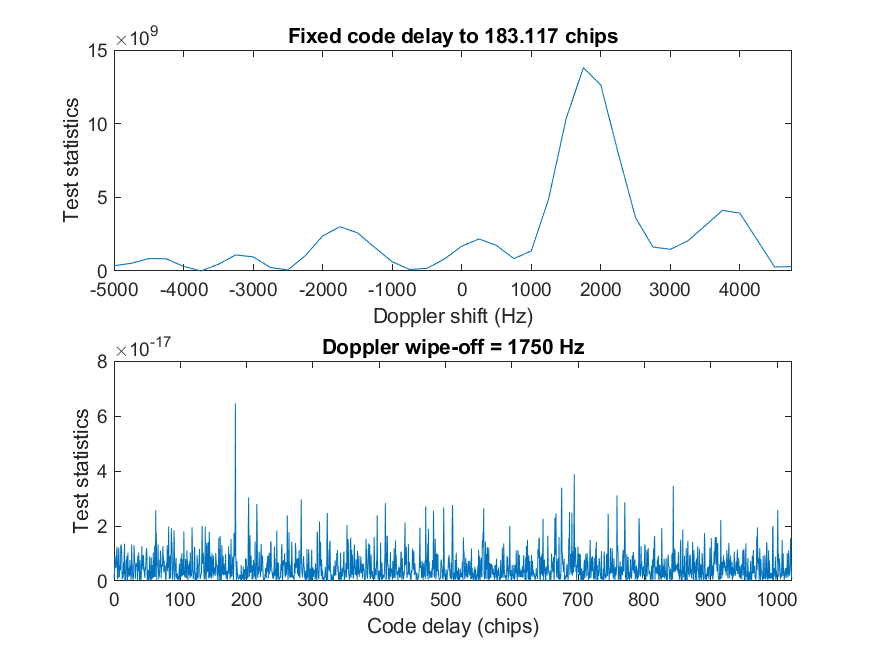 ×10^9
Fixed code delay to 183.117 chips
15
10
5
0
Test statistics
-5000 -4000 -3000 -2000 -1000 0 1000 2000 3000 4000
Doppler shift (Hz)
×10^-17
Doppler wipe-off = 1750 Hz
8
6
4
2
0
Test statistics
0 100 200 300 400 500 600 700 800 900 1000
Code delay (chips)